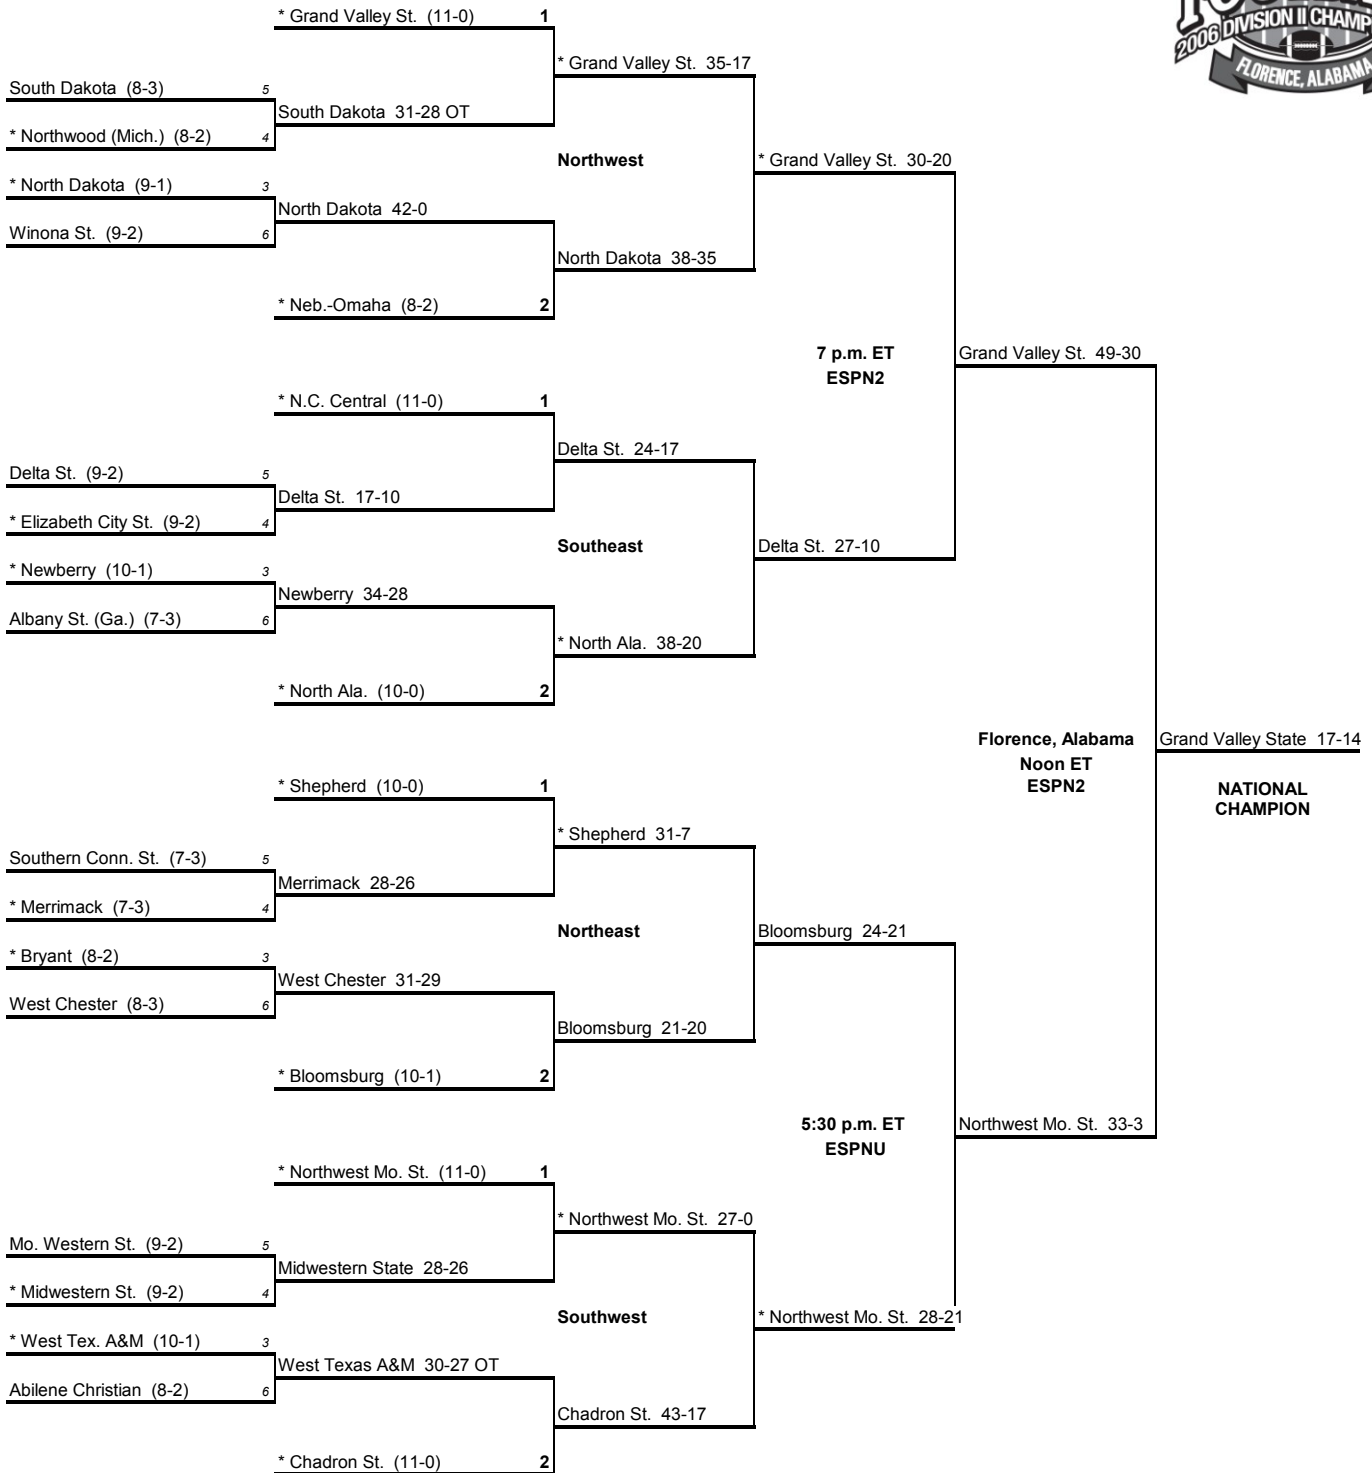 * Grand Valley St. (11-0) 1
2006 DIVISION II CHAMP
FLORENCE, ALABAMA
* Grand Valley St. 35-17
South Dakota (8-3) 5
South Dakota 31-28 OT
* Northwood (Mich.) (8-2) 4
Northwest
* Grand Valley St. 30-20
* North Dakota (9-1) 3
North Dakota 42-0
Winona St. (9-2) 6
North Dakota 38-35
* Neb.-Omaha (8-2) 2
7 p.m. ET
ESPN2
Grand Valley St. 49-30
* N.C. Central (11-0) 1
Delta St. 24-17
Delta St. (9-2) 5
Delta St. 17-10
* Elizabeth City St. (9-2) 4
Southeast
Delta St. 27-10
* Newberry (10-1) 3
Newberry 34-28
Albany St. (Ga.) (7-3) 6
* North Ala. 38-20
* North Ala. (10-0) 2
Florence, Alabama
Noon ET
ESPN2
Grand Valley State 17-14
NATIONAL
CHAMPION
* Shepherd (10-0) 1
* Shepherd 31-7
Southern Conn. St. (7-3) 5
Merrimack 28-26
* Merrimack (7-3) 4
Northeast
Bloomsburg 24-21
* Bryant (8-2) 3
West Chester 31-29
West Chester (8-3) 6
Bloomsburg 21-20
* Bloomsburg (10-1) 2
5:30 p.m. ET
ESPNU
Northwest Mo. St. 33-3
* Northwest Mo. St. (11-0) 1
* Northwest Mo. St. 27-0
Mo. Western St. (9-2) 5
Midwestern State 28-26
* Midwestern St. (9-2) 4
Southwest
* Northwest Mo. St. 28-21
* West Tex. A&M (10-1) 3
West Texas A&M 30-27 OT
Abilene Christian (8-2) 6
Chadron St. 43-17
* Chadron St. (11-0) 2